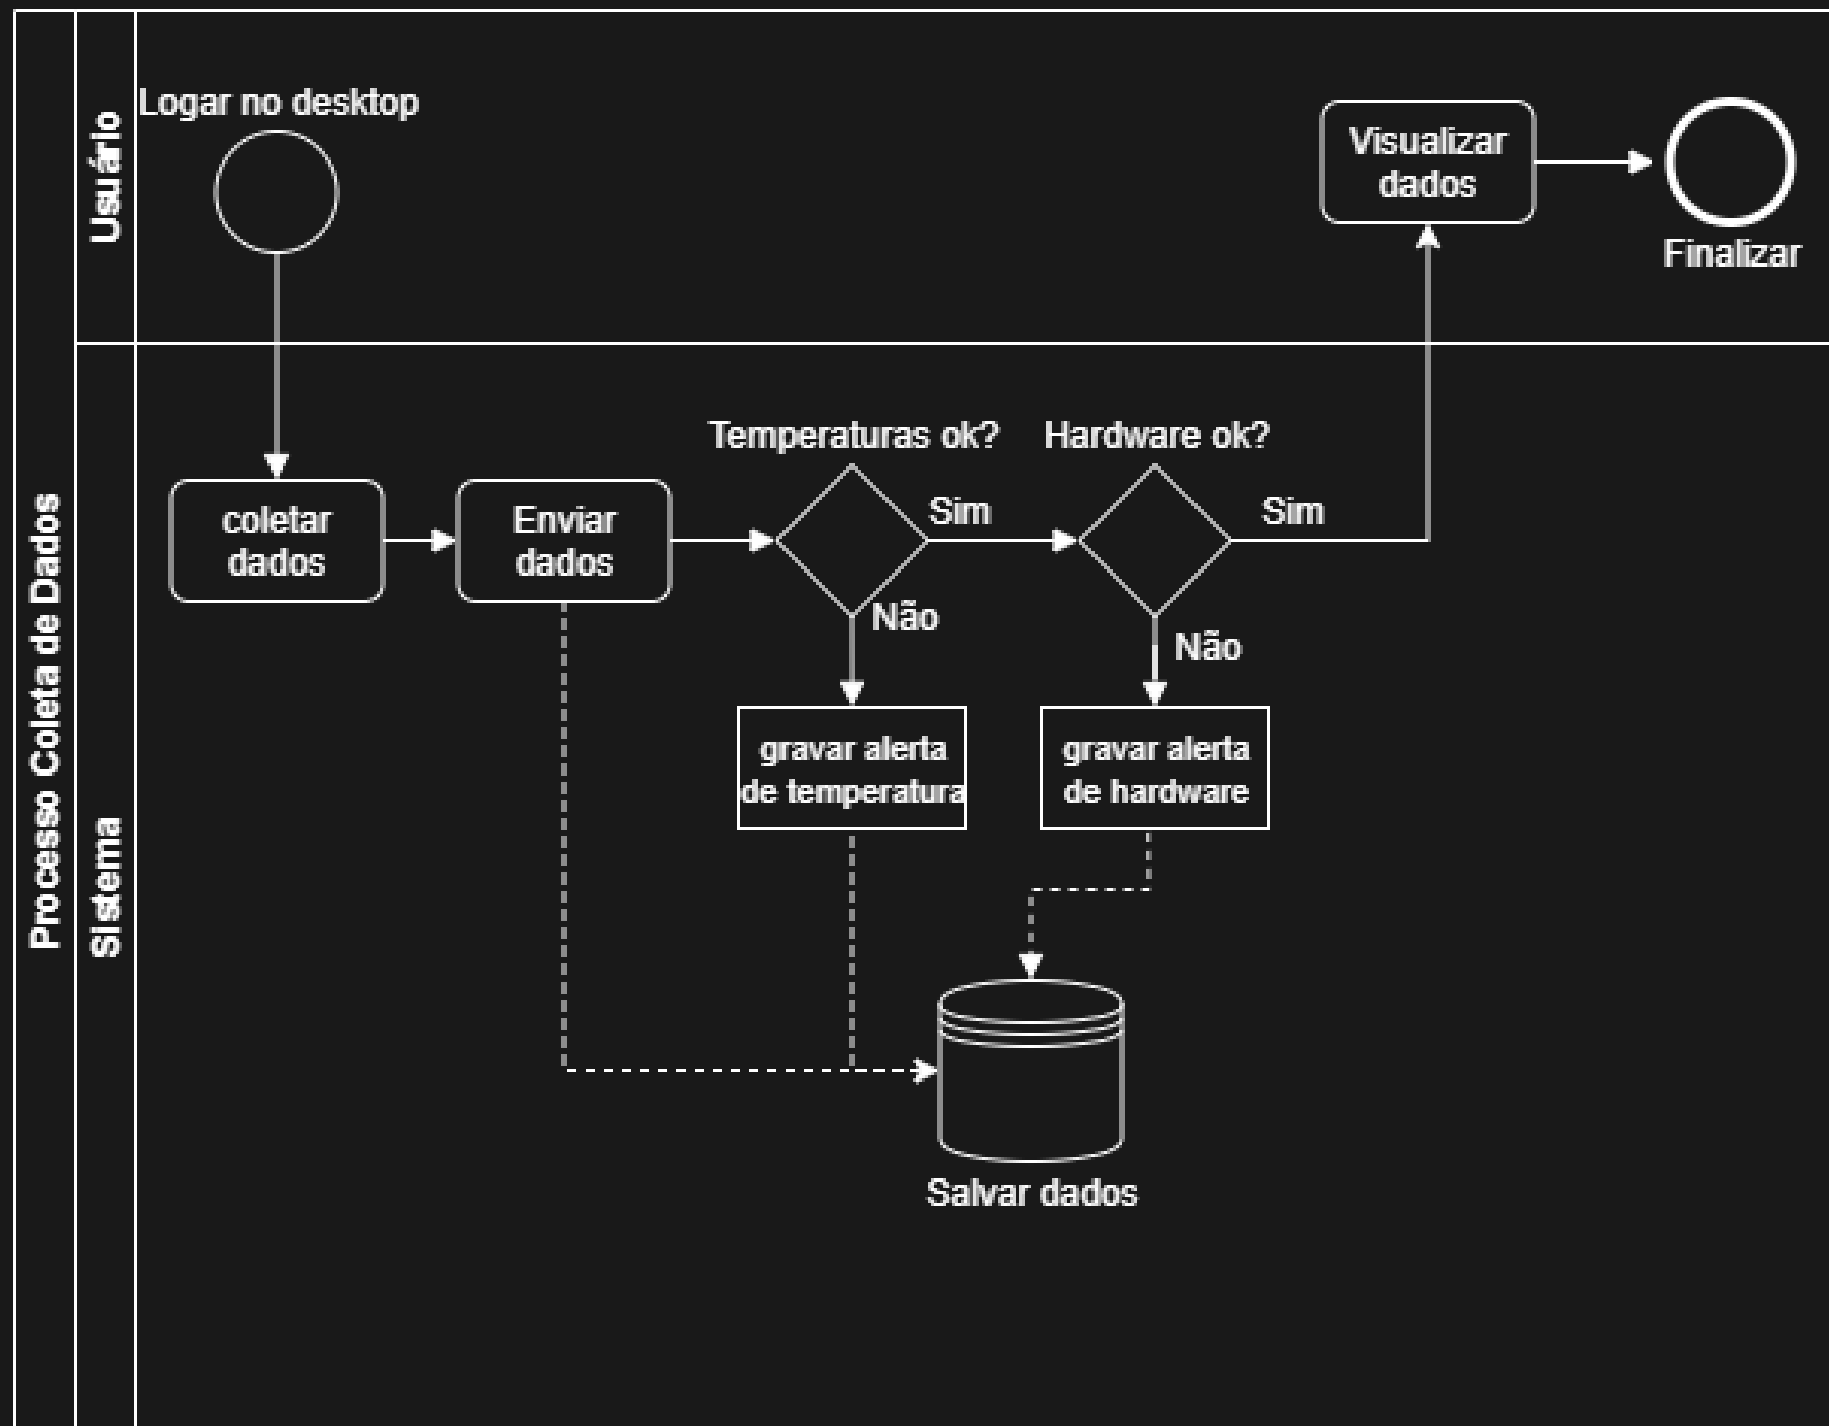 Processo Coleta de Dados
Usuário
Logar no desktop
Visualizar
dados
Finalizar
Sistema
Temperaturas ok?
Hardware ok?
coletar
dados
Enviar
dados
Sim
Sim
Não
Não
gravar alerta
de temperatura
gravar alerta
de hardware
Salvar dados